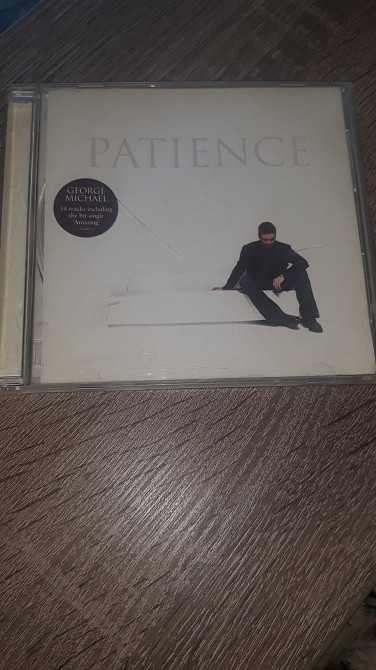 PATIENCE
GEORGE
MICHAEL
14 tracks including
the hit single
'Amazing'